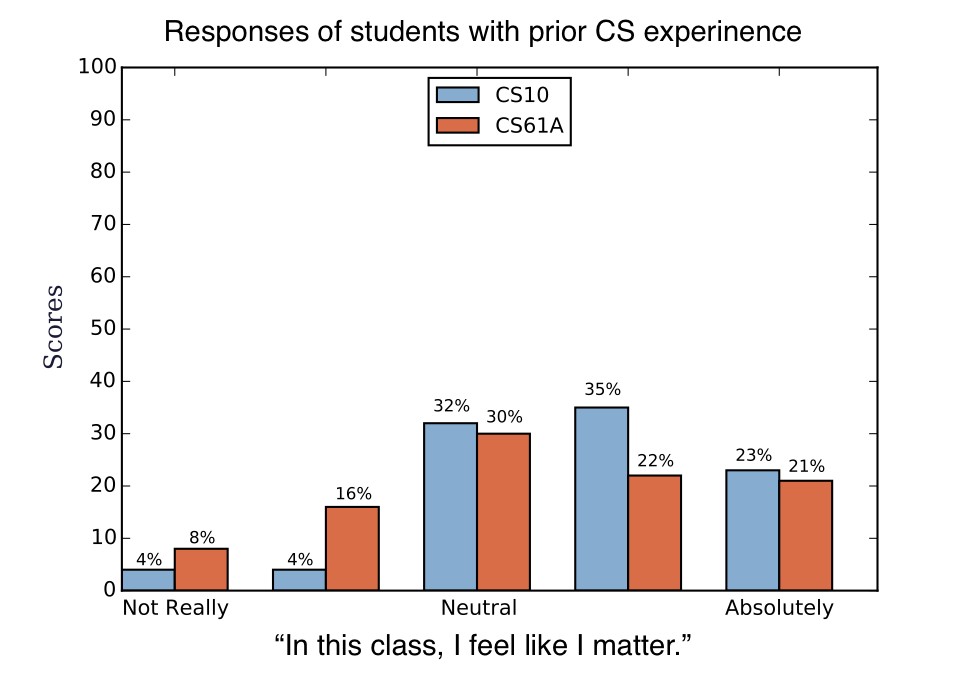 Responses of students with prior CS experinence
100
90
80
70
60
50
40
30
20
10
0
Scores
CS10
CS61A
4%
8%
4%
16%
32%
30%
35%
22%
23%
21%
Not Really
Neutral
Absolutely
“In this class, I feel like I matter.”